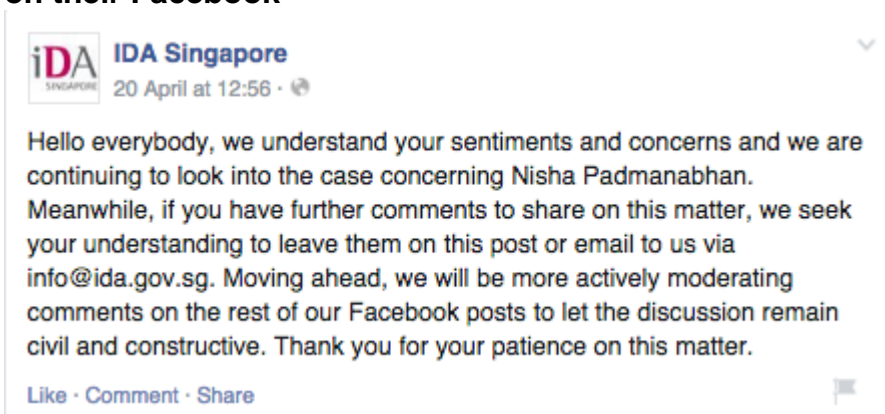 on their Facebook
iDA
SINGAPORE
IDA Singapore
20 April at 12:56 ·
Hello everybody, we understand your sentiments and concerns and we are
continuing to look into the case concerning Nisha Padmanabhan.
Meanwhile, if you have further comments to share on this matter, we seek
your understanding to leave them on this post or email to us via
info@ida.gov.sg. Moving ahead, we will be more actively moderating
comments on the rest of our Facebook posts to let the discussion remain
civil and constructive. Thank you for your patience on this matter.
Like · Comment · Share